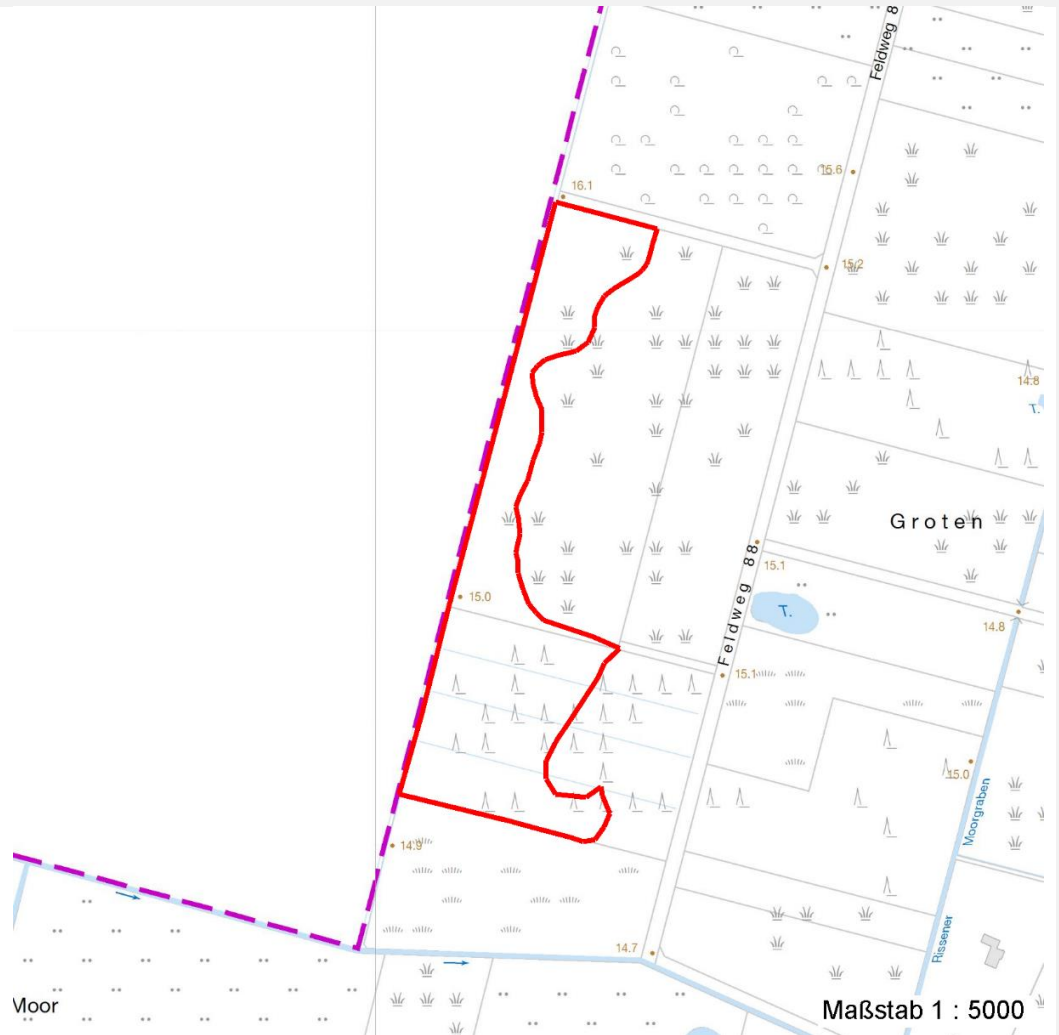 Feldweg 8
15.6
16.1
15.2
14.8
T.
Groten
Feldweg 88
15.1
15.0
T.
14.8
15.1
15.0
Moorgraben
14.9
Rissener
14.7
Moor
Maßstab 1 : 5000